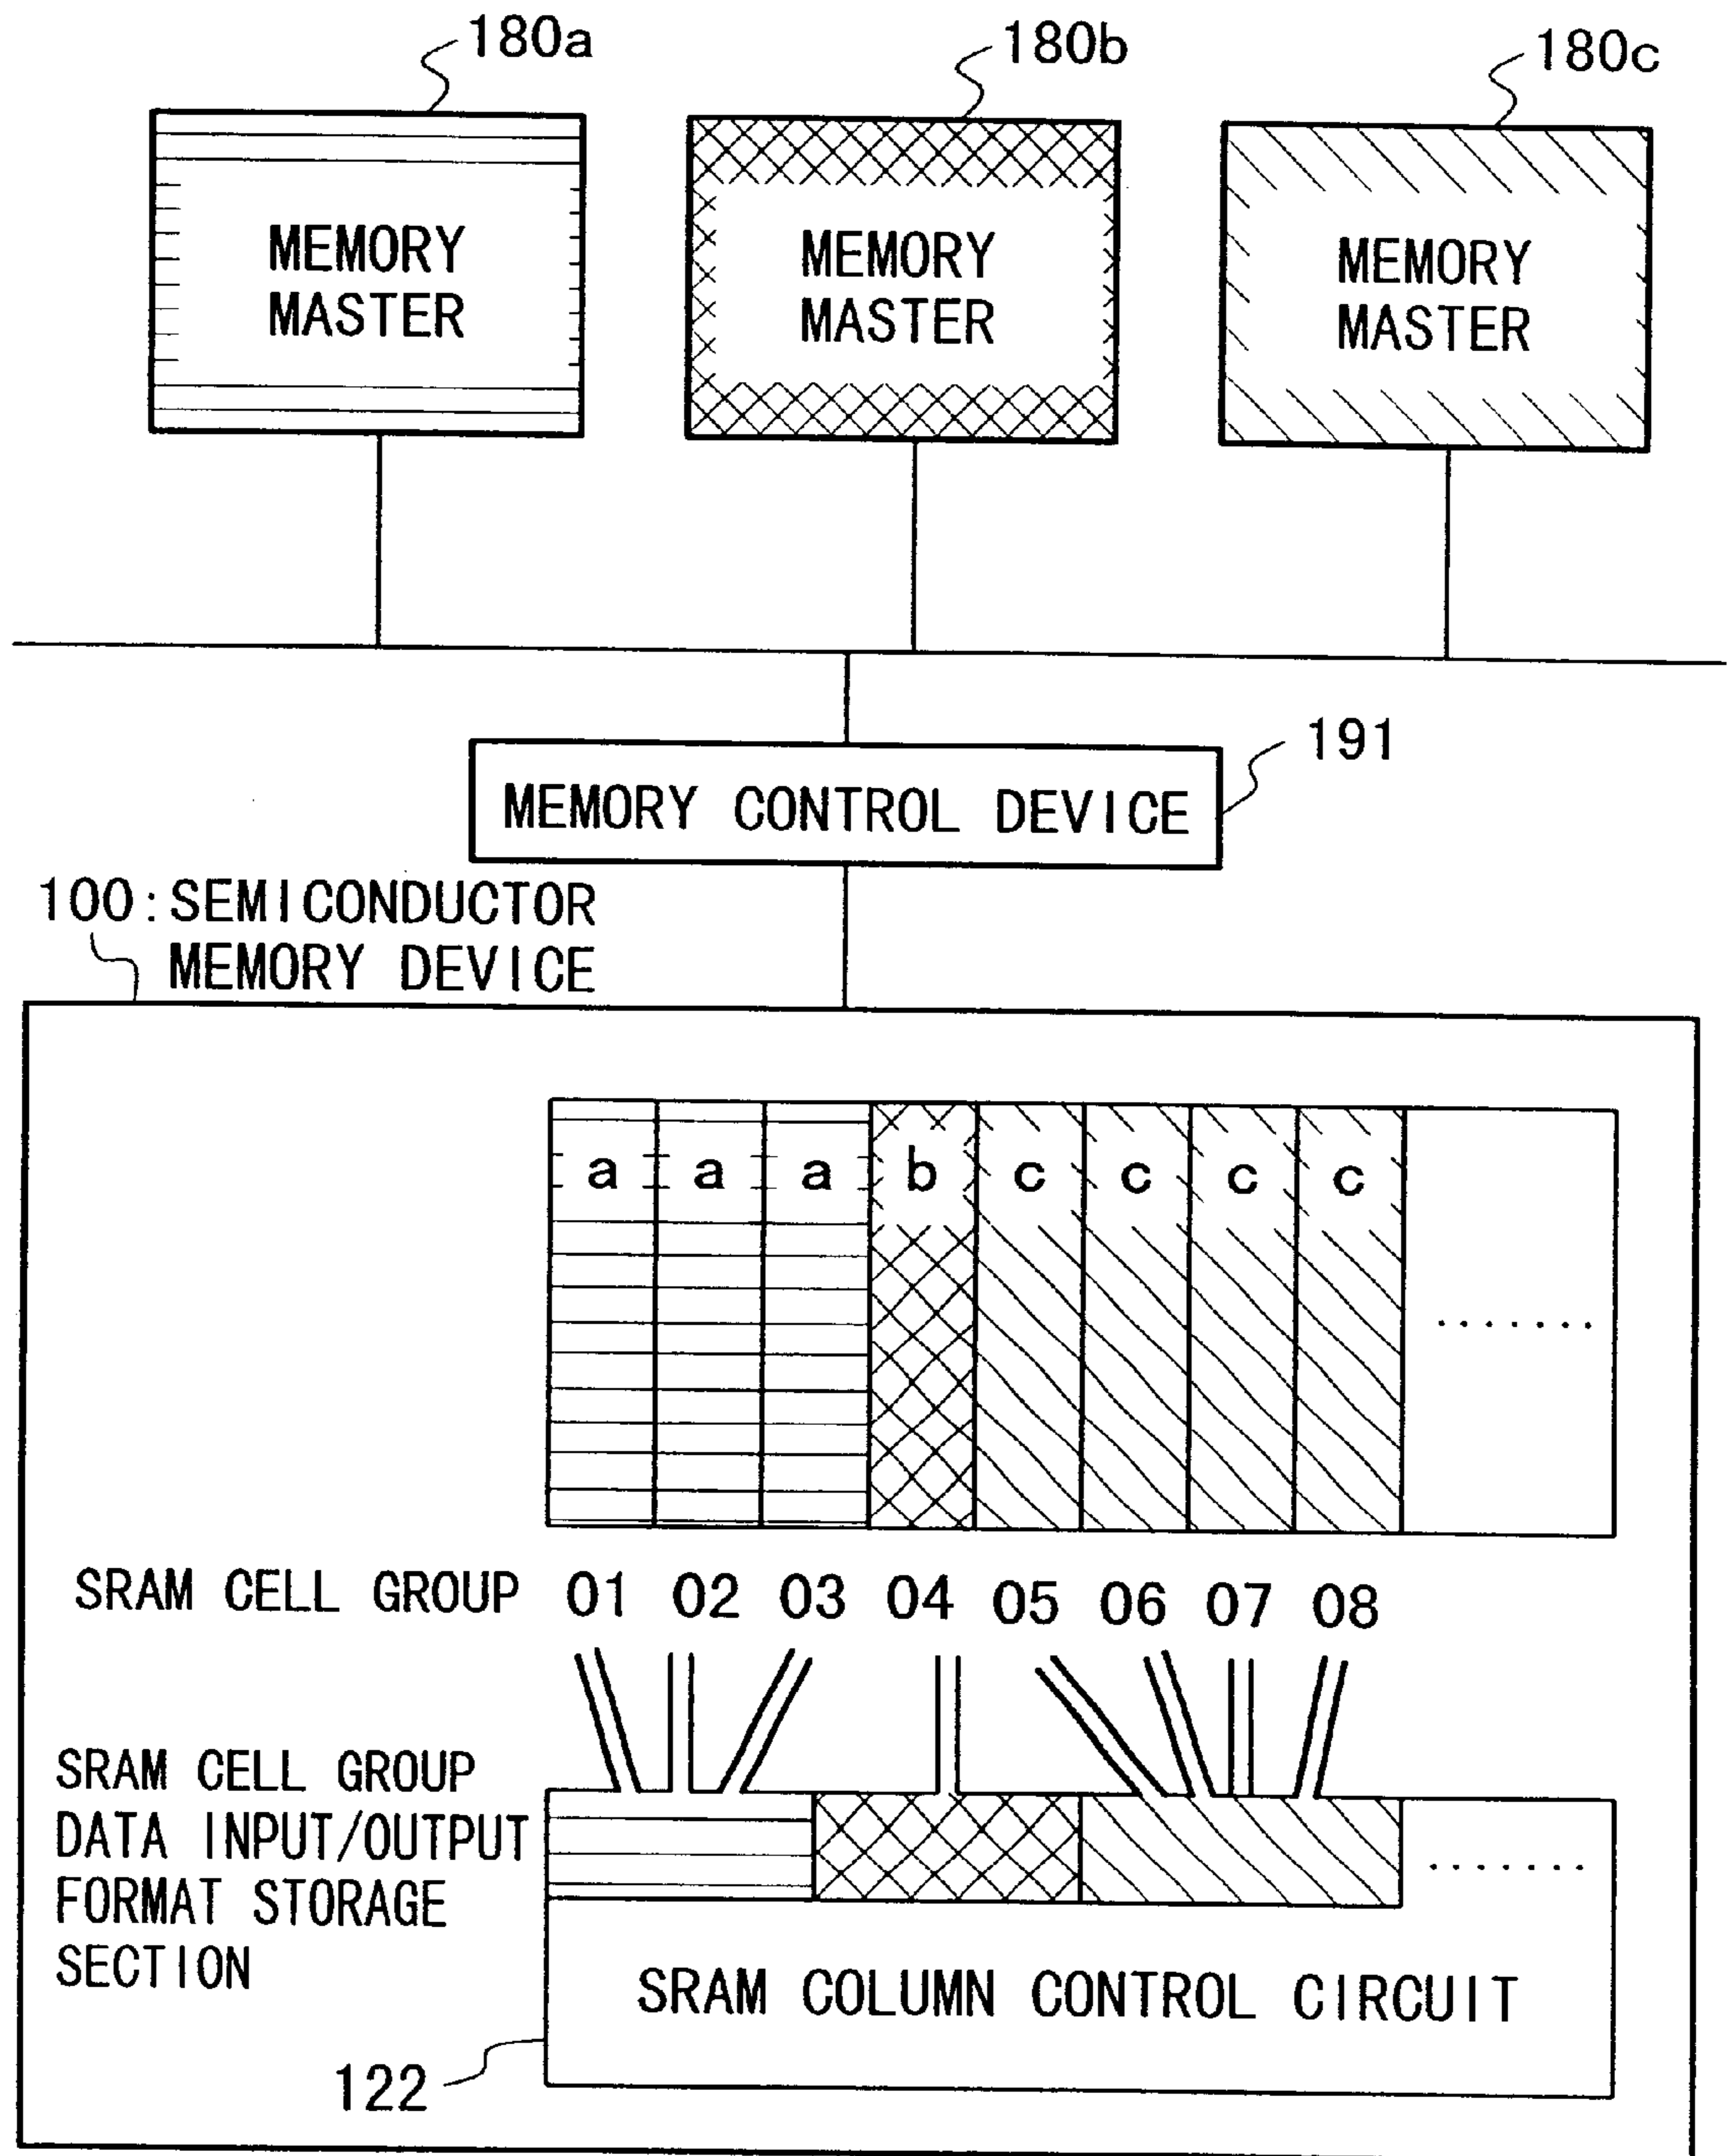 180a
180b
180c
MEMORY
MASTER
MEMORY
MASTER
MEMORY
MASTER
191
MEMORY CONTROL DEVICE
100:SEMICONDUCTOR
MEMORY DEVICE
a a a b c c c c
.......
SRAM CELL GROUP 01 02 03 04 05 06 07 08
SRAM CELL GROUP
DATA INPUT/OUTPUT
FORMAT STORAGE
SECTION
.......
SRAM COLUMN CONTROL CIRCUIT
122